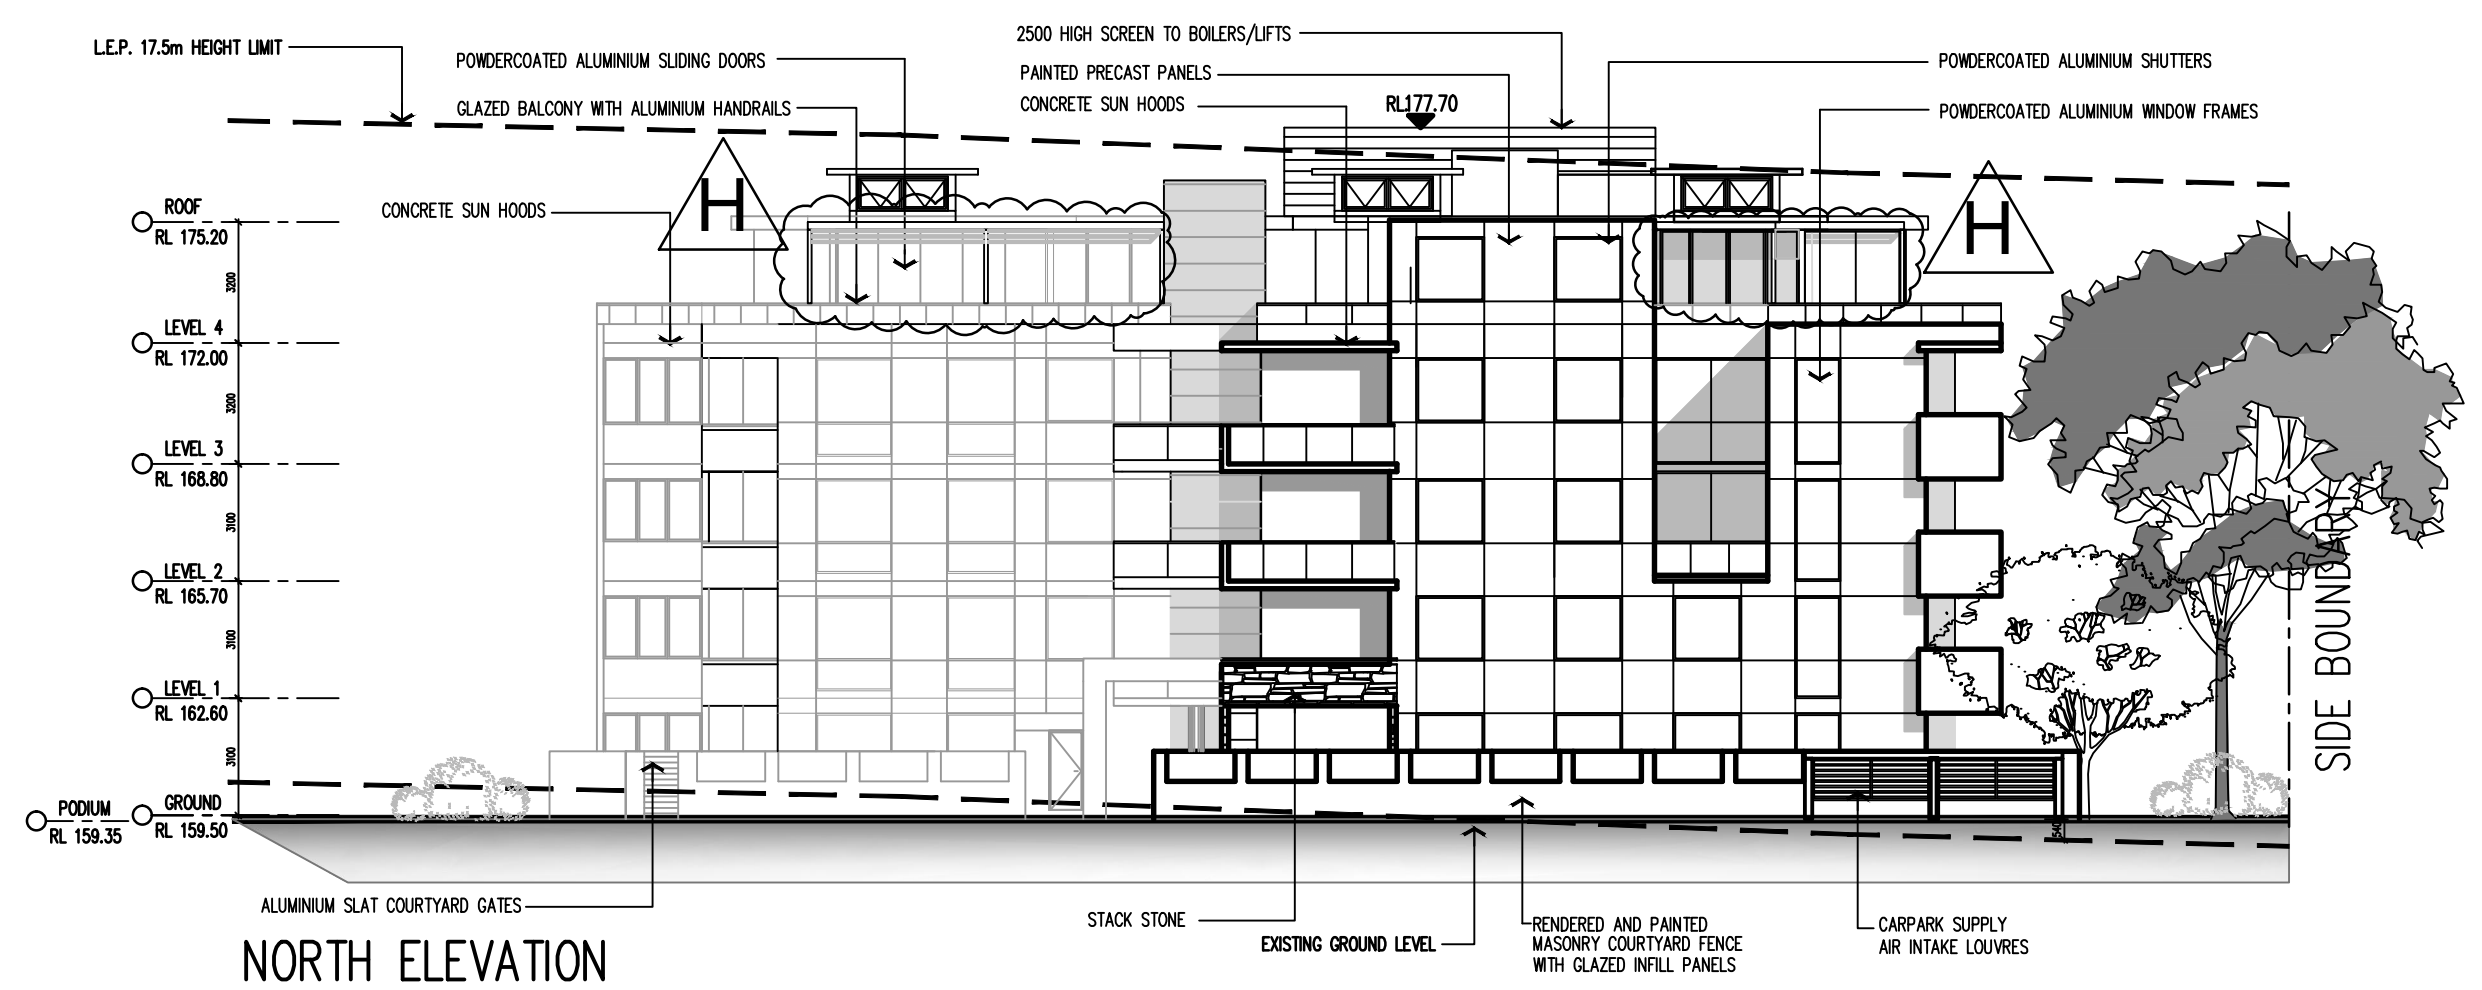 L.E.P. 17.5m HEIGHT LIMIT
POWDERCOATED ALUMINIUM SLIDING DOORS
GLAZED BALCONY WITH ALUMINIUM HANDRAILS
2500 HIGH SCREEN TO BOILERS/LIFTS
PAINTED PRECAST PANELS
CONCRETE SUN HOODS
RL177.70
POWDERCOATED ALUMINIUM SHUTTERS
POWDERCOATED ALUMINIUM WINDOW FRAMES
CONCRETE SUN HOODS
H
H
ROOF
RL 175.20
3200
LEVEL 4
RL 172.00
3200
LEVEL 3
RL 168.80
3100
LEVEL 2
RL 165.70
3100
LEVEL 1
RL 162.60
3100
GROUND
RL 159.50
PODIUM
RL 159.35
SIDE BOUNDARY
540
ALUMINIUM SLAT COURTYARD GATES
STACK STONE
EXISTING GROUND LEVEL
RENDERED AND PAINTED
MASONRY COURTYARD FENCE
WITH GLAZED INFILL PANELS
CARPARK SUPPLY
AIR INTAKE LOUVRES
NORTH ELEVATION